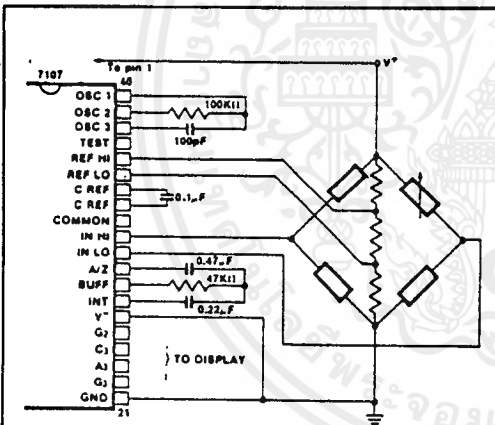 To pin 1
V+
7107
40
OSC 1
OSC 2
100KΩ
OSC 3
100pF
TEST
REF HI
REF LO
C REF
0.1µF
C REF
COMMON
IN HI
IN LO
0.47µF
A/Z
BUFF
47KΩ
INT
0.22µF
V-
G2
C3
TO DISPLAY
A3
G3
GND
21